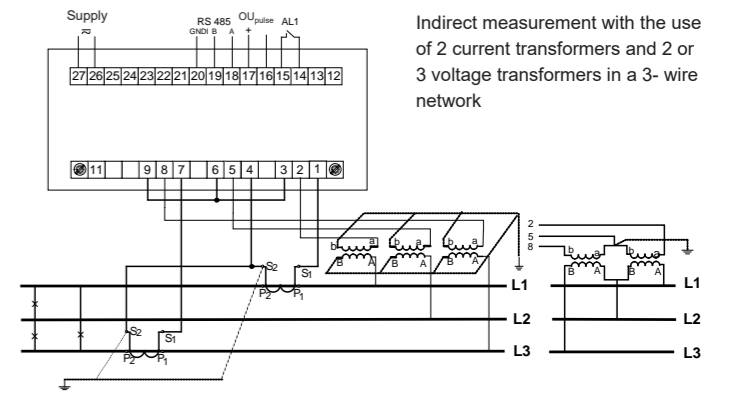 Supply
RS 485
GNDI B A
OUpulse
+
AL1
Indirect measurement with the use
of 2 current transformers and 2 or
3 voltage transformers in a 3- wire
network
27 26 25 24 23 22 21 20 19 18 17 16 15 14 13 12
11 9 8 7 6 5 4 3 2 1
2
5
8
b a b a b a
b a b a
B A B A B A
B A B A
S2 S1
P2 P1
L1
L1
L2
L2
S2 S1
P2 P1
L3
L3